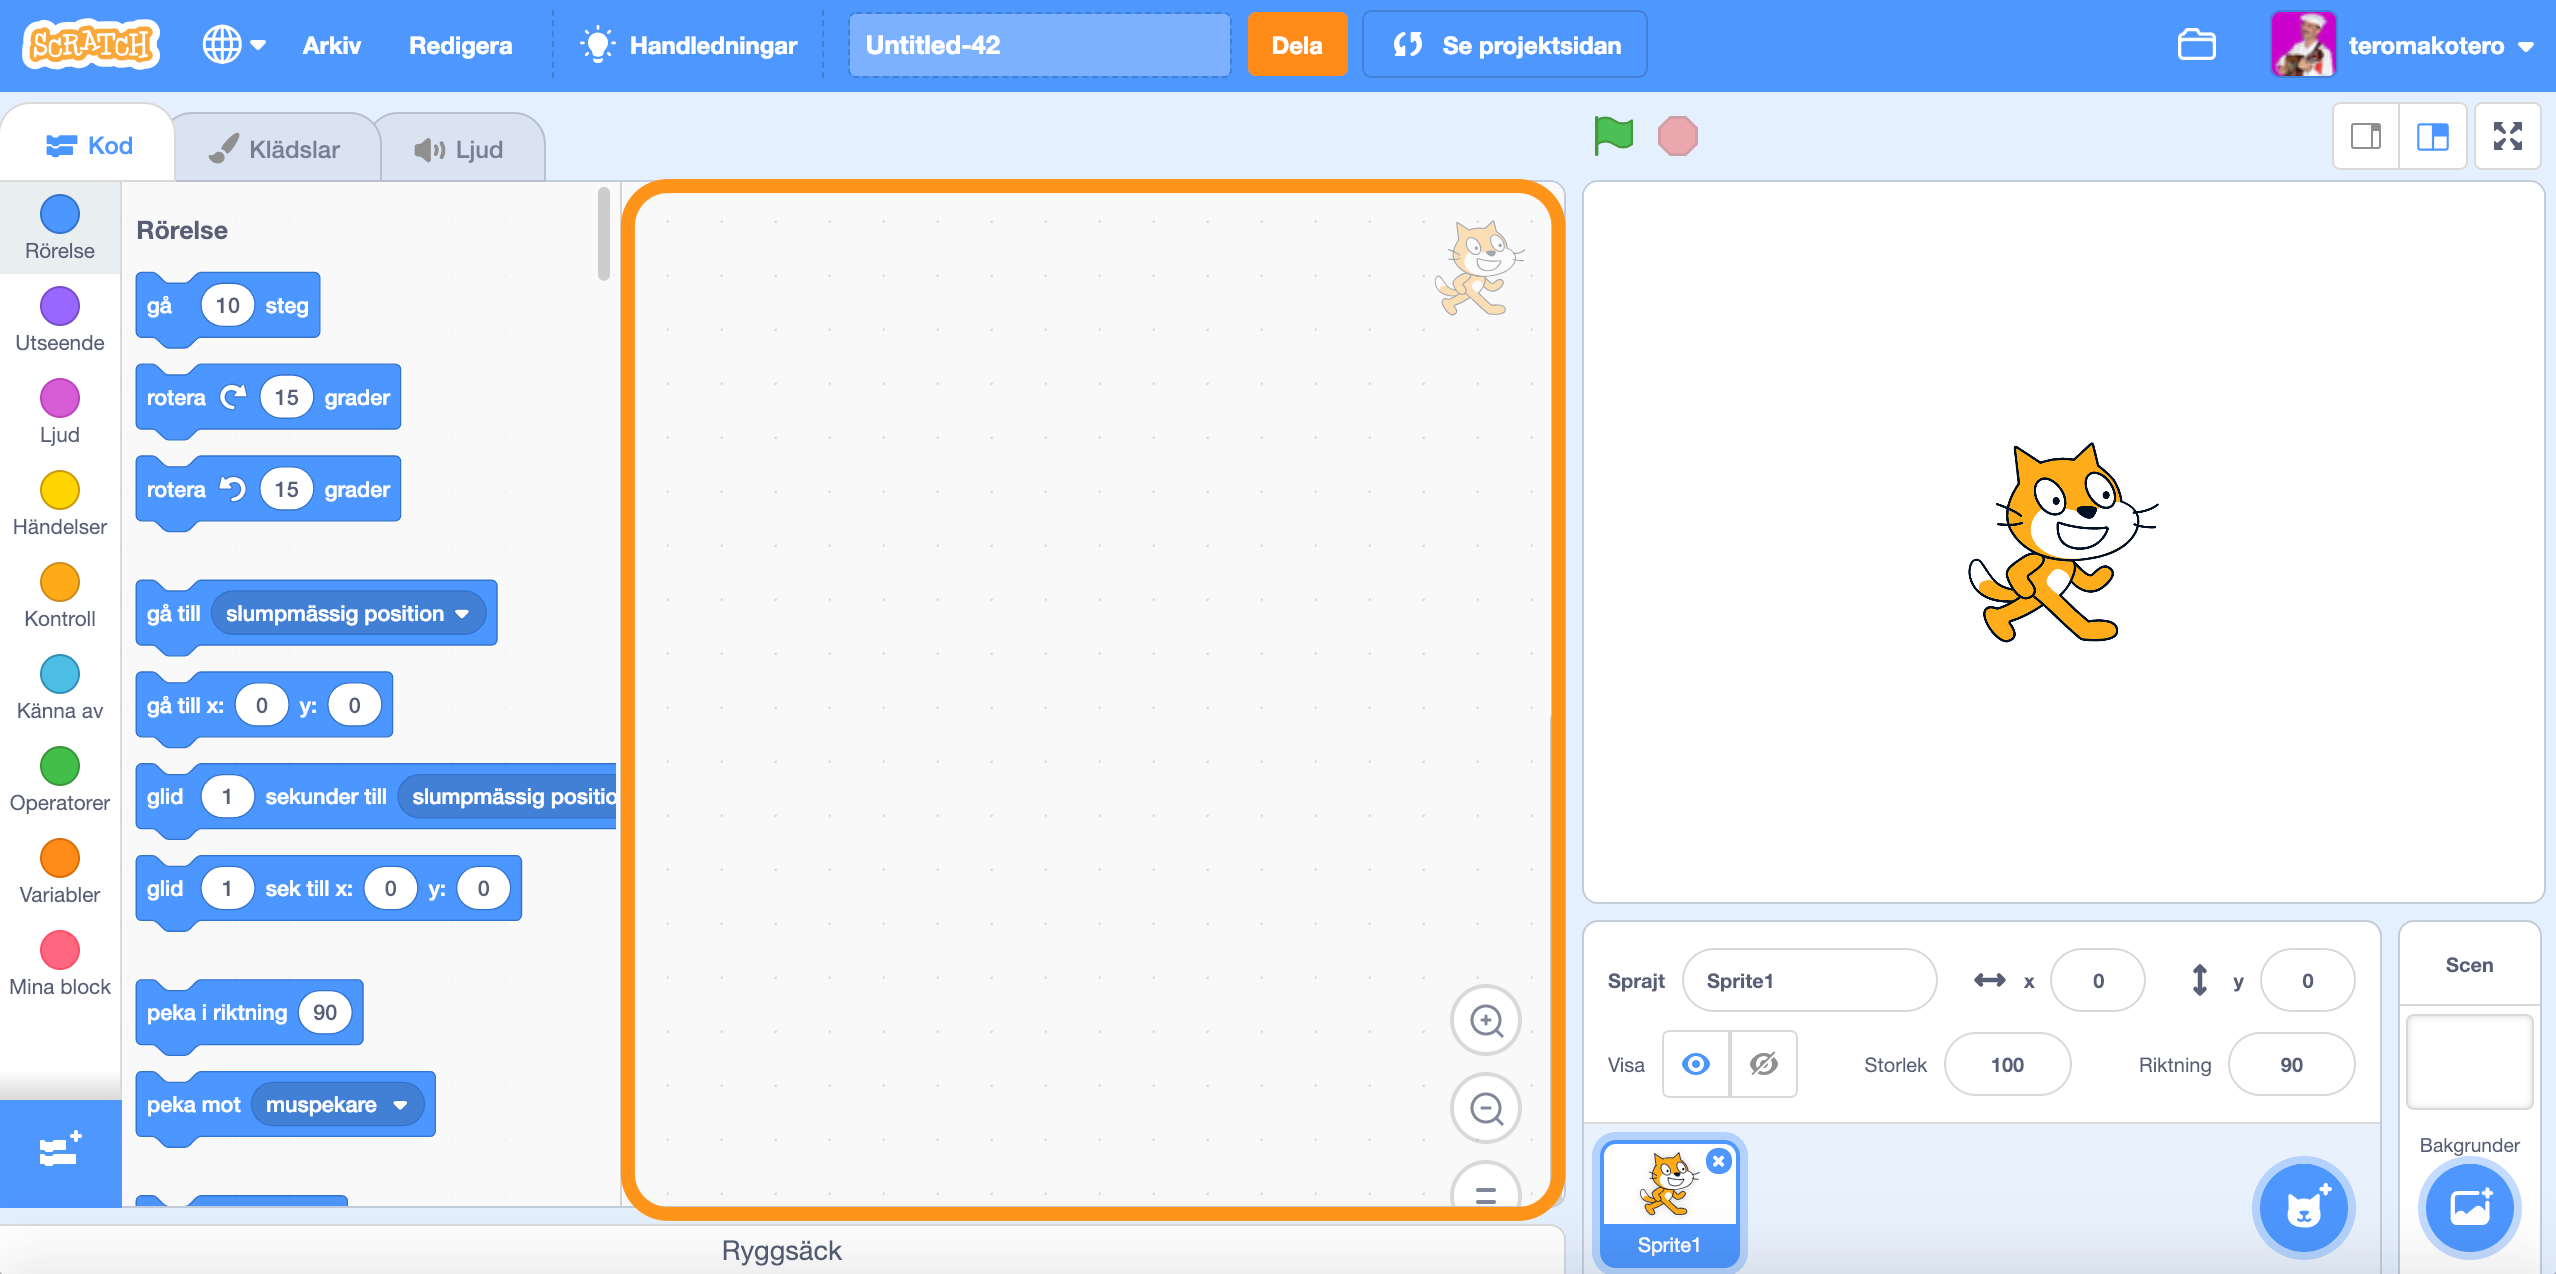 SCRATCH
Arkiv
Redigera
Handledningar
Untitled-42
Dela
Se projektsidan
teromakotero
Kod
Klädslar
Ljud
Rörelse
Utseende
Ljud
Händelser
Kontroll
Känna av
Operatorer
Variabler
Mina block
Rörelse
gå 10 steg
rotera 15 grader
rotera 15 grader
gå till slumpmässig position
gå till x: 0 y: 0
glid 1 sekunder till slumpmässig positio
glid 1 sek till x: 0 y: 0
peka i riktning 90
peka mot muspekare
Ryggsäck
Sprajt Sprite1 x 0 y 0
Visa Storlek 100 Riktning 90
Sprite1
Scen
Bakgrunder